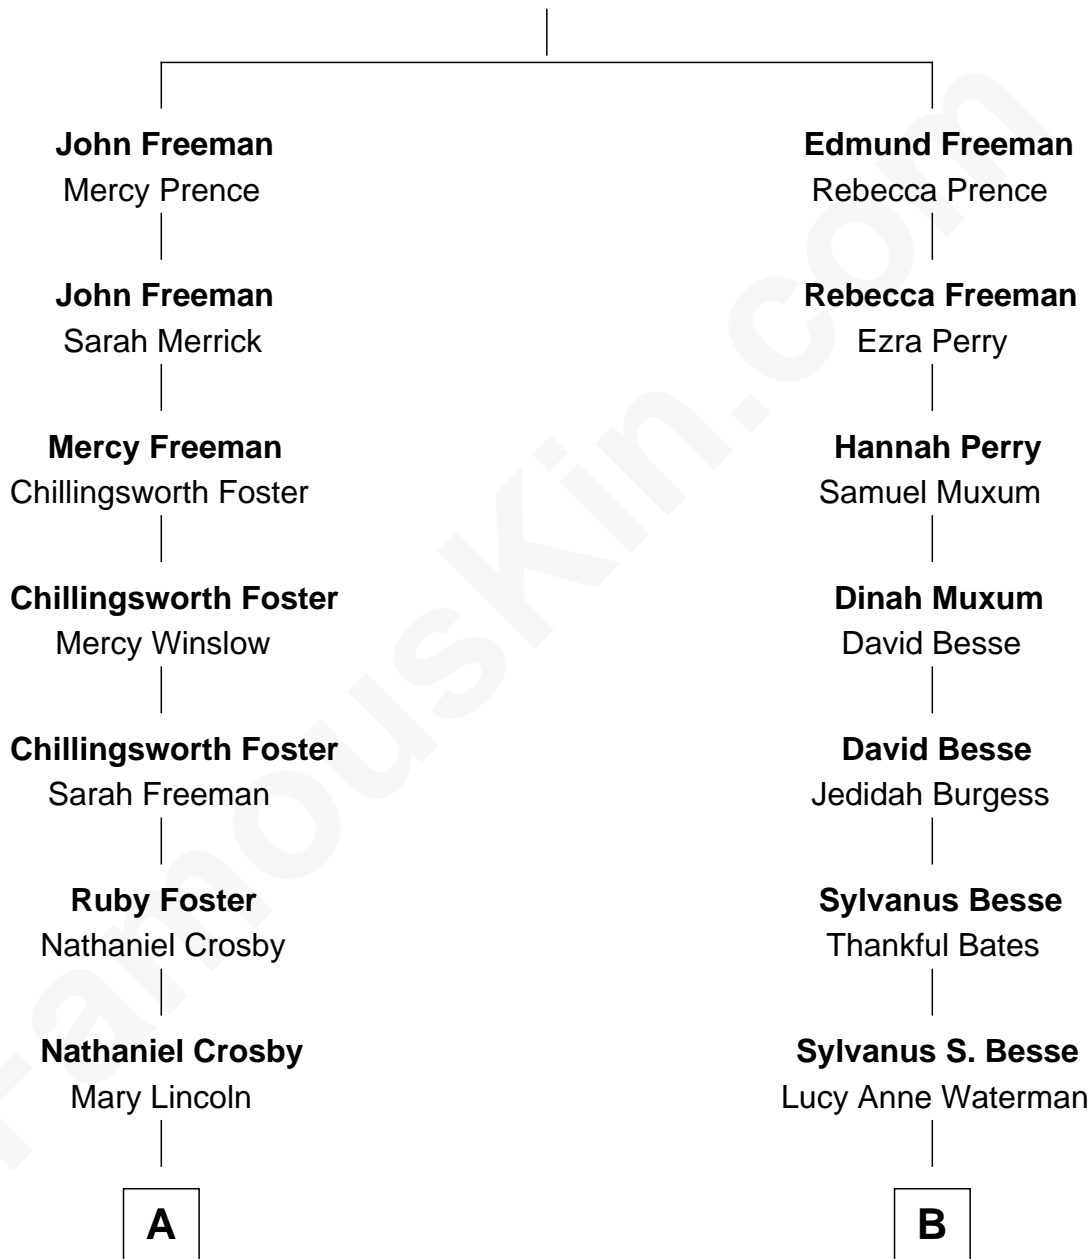 John Freeman
Mercy Prence
John Freeman
Sarah Merrick
Mercy Freeman
Chillingsworth Foster
Chillingsworth Foster
Mercy Winslow
Chillingsworth Foster
Sarah Freeman
Ruby Foster
Nathaniel Crosby
Nathaniel Crosby
Mary Lincoln
A
Edmund Freeman
Rebecca Prence
Rebecca Freeman
Ezra Perry
Hannah Perry
Samuel Muxum
Dinah Muxum
David Besse
David Besse
Jedidah Burgess
Sylvanus Besse
Thankful Bates
Sylvanus S. Besse
Lucy Anne Waterman
B
FamousKin.com